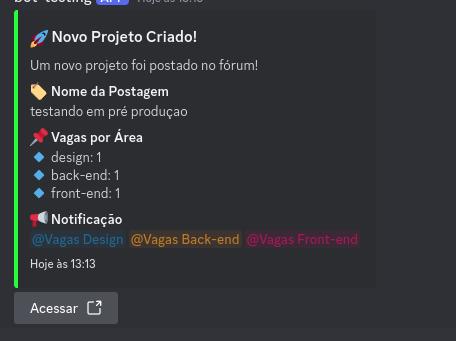 bot-testing APP Hoje às 13:13
Novo Projeto Criado!
Um novo projeto foi postado no fórum!
Nome da Postagem
testando em pré produçao
Vagas por Área
design: 1
back-end: 1
front-end: 1
Notificação
@Vagas Design @Vagas Back-end @Vagas Front-end
Hoje às 13:13
Acessar